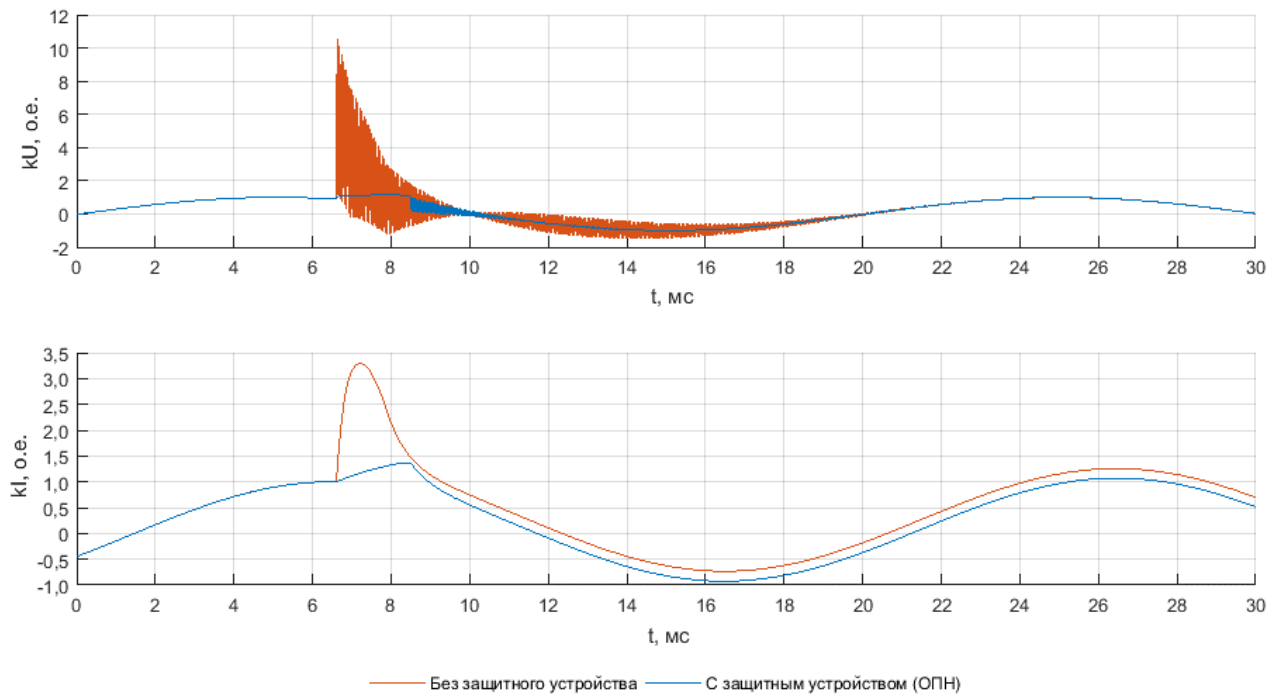 12
10
8
6
4
2
0
-2
kU, о.е.
0 2 4 6 8 10 12 14 16 18 20 22 24 26 28 30
t, мс
3,5
3,0
2,5
2,0
1,5
1,0
0,5
0
-0,5
-1,0
kI, о.е.
0 2 4 6 8 10 12 14 16 18 20 22 24 26 28 30
t, мс
Без защитного устройства С защитным устройством (ОПН)